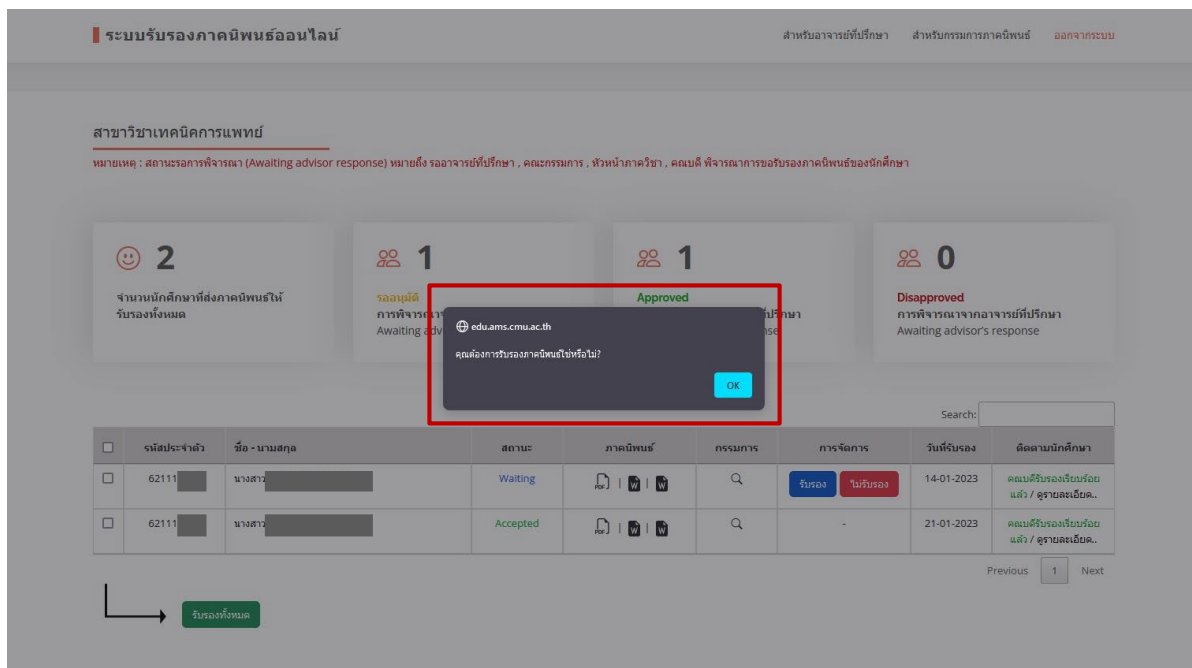 ระบบรับรองภาคนิพนธ์ออนไลน์
สำหรับอาจารย์ที่ปรึกษา สำหรับกรรมการภาคนิพนธ์ ออกจากระบบ
สาขาวิชาเทคนิคการแพทย์
หมายเหตุ : สถานะรอการพิจารณา (Awaiting advisor response) หมายถึง รออาจารย์ที่ปรึกษา , คณะกรรมการ , หัวหน้าภาควิชา , คณบดี พิจารณาการขอรับรองภาคนิพนธ์ของนักศึกษา
2
จำนวนนักศึกษาที่ส่งภาคนิพนธ์ให้
รับรองทั้งหมด
1
รออนุมัติ
การพิจารณา
Awaiting adv
1
Approved
ที่ปรึกษา
nse
0
Disapproved
การพิจารณาจากอาจารย์ที่ปรึกษา
Awaiting advisor's response
edu.ams.cmu.ac.th
คุณต้องการรับรองภาคนิพนธ์ใช่หรือไม่?
OK
Search:
รหัสประจำตัว ชื่อ - นามสกุล สถานะ ภาคนิพนธ์ กรรมการ การจัดการ วันที่รับรอง ติดตามนักศึกษา
62111 นางสาว Waiting PDF | W | W รับรอง ไม่รับรอง 14-01-2023 คณบดีรับรองเรียบร้อย
แล้ว / ดูรายละเอียด..
62111 นางสาว Accepted PDF | W | W - 21-01-2023 คณบดีรับรองเรียบร้อย
แล้ว / ดูรายละเอียด..
Previous 1 Next
รับรองทั้งหมด